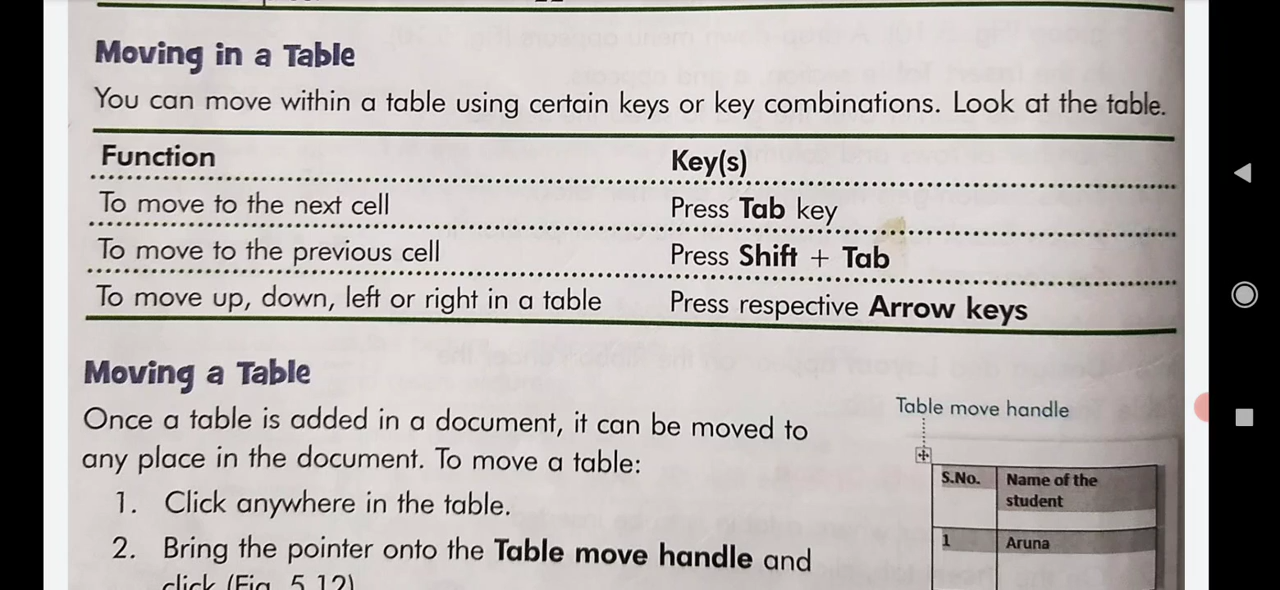 Moving in a Table
You can move within a table using certain keys or key combinations. Look at the table.
Function Key(s)
To move to the next cell Press Tab key
To move to the previous cell Press Shift + Tab
To move up, down, left or right in a table Press respective Arrow keys
Moving a Table
Once a table is added in a document, it can be moved to
any place in the document. To move a table:
1. Click anywhere in the table.
2. Bring the pointer onto the Table move handle and
click (Fig. 5.12)
Table move handle
S.No. Name of the
student
1 Aruna